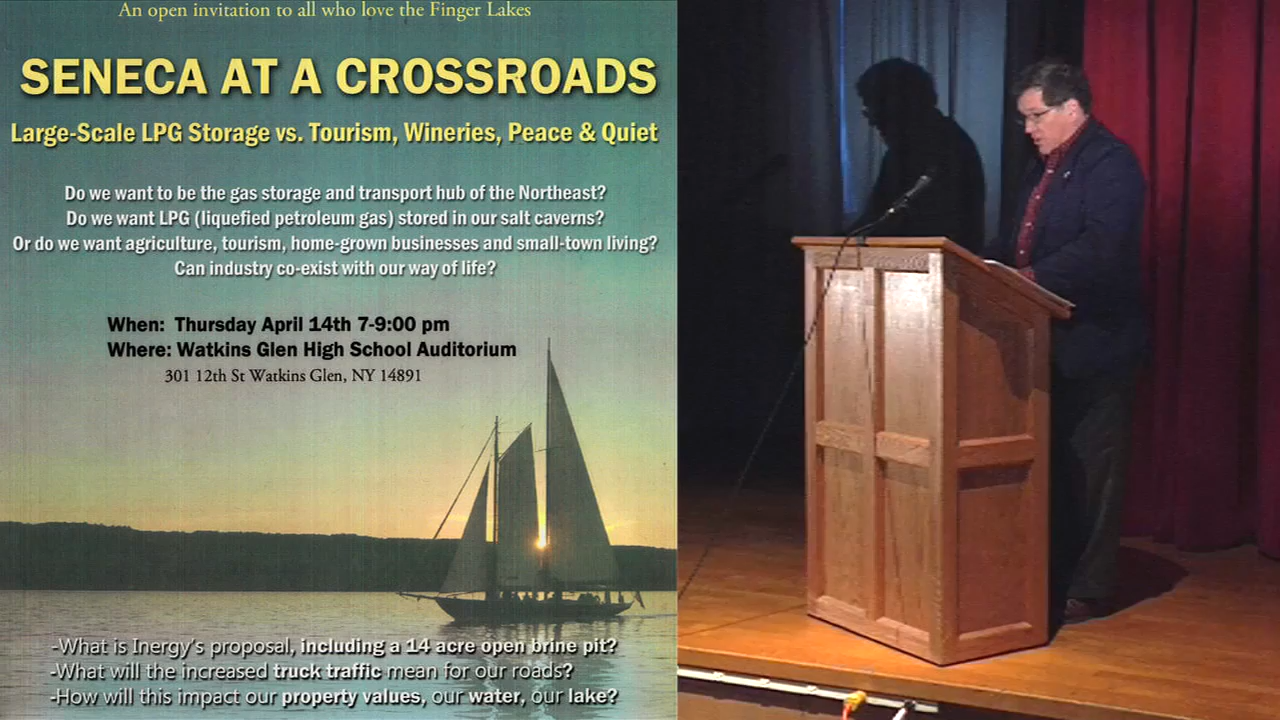 An open invitation to all who love the Finger Lakes
SENECA AT A CROSSROADS
Large-Scale LPG Storage vs. Tourism, Wineries, Peace & Quiet
Do we want to be the gas storage and transport hub of the Northeast?
Do we want LPG (liquefied petroleum gas) stored in our salt caverns?
Or do we want agriculture, tourism, home-grown businesses and small-town living?
Can industry co-exist with our way of life?
When: Thursday April 14th 7-9:00 pm
Where: Watkins Glen High School Auditorium
301 12th St Watkins Glen, NY 14891
-What is Inergy's proposal, including a 14 acre open brine pit?
-What will the increased truck traffic mean for our roads?
-How will this impact our property values, our water, our lake?